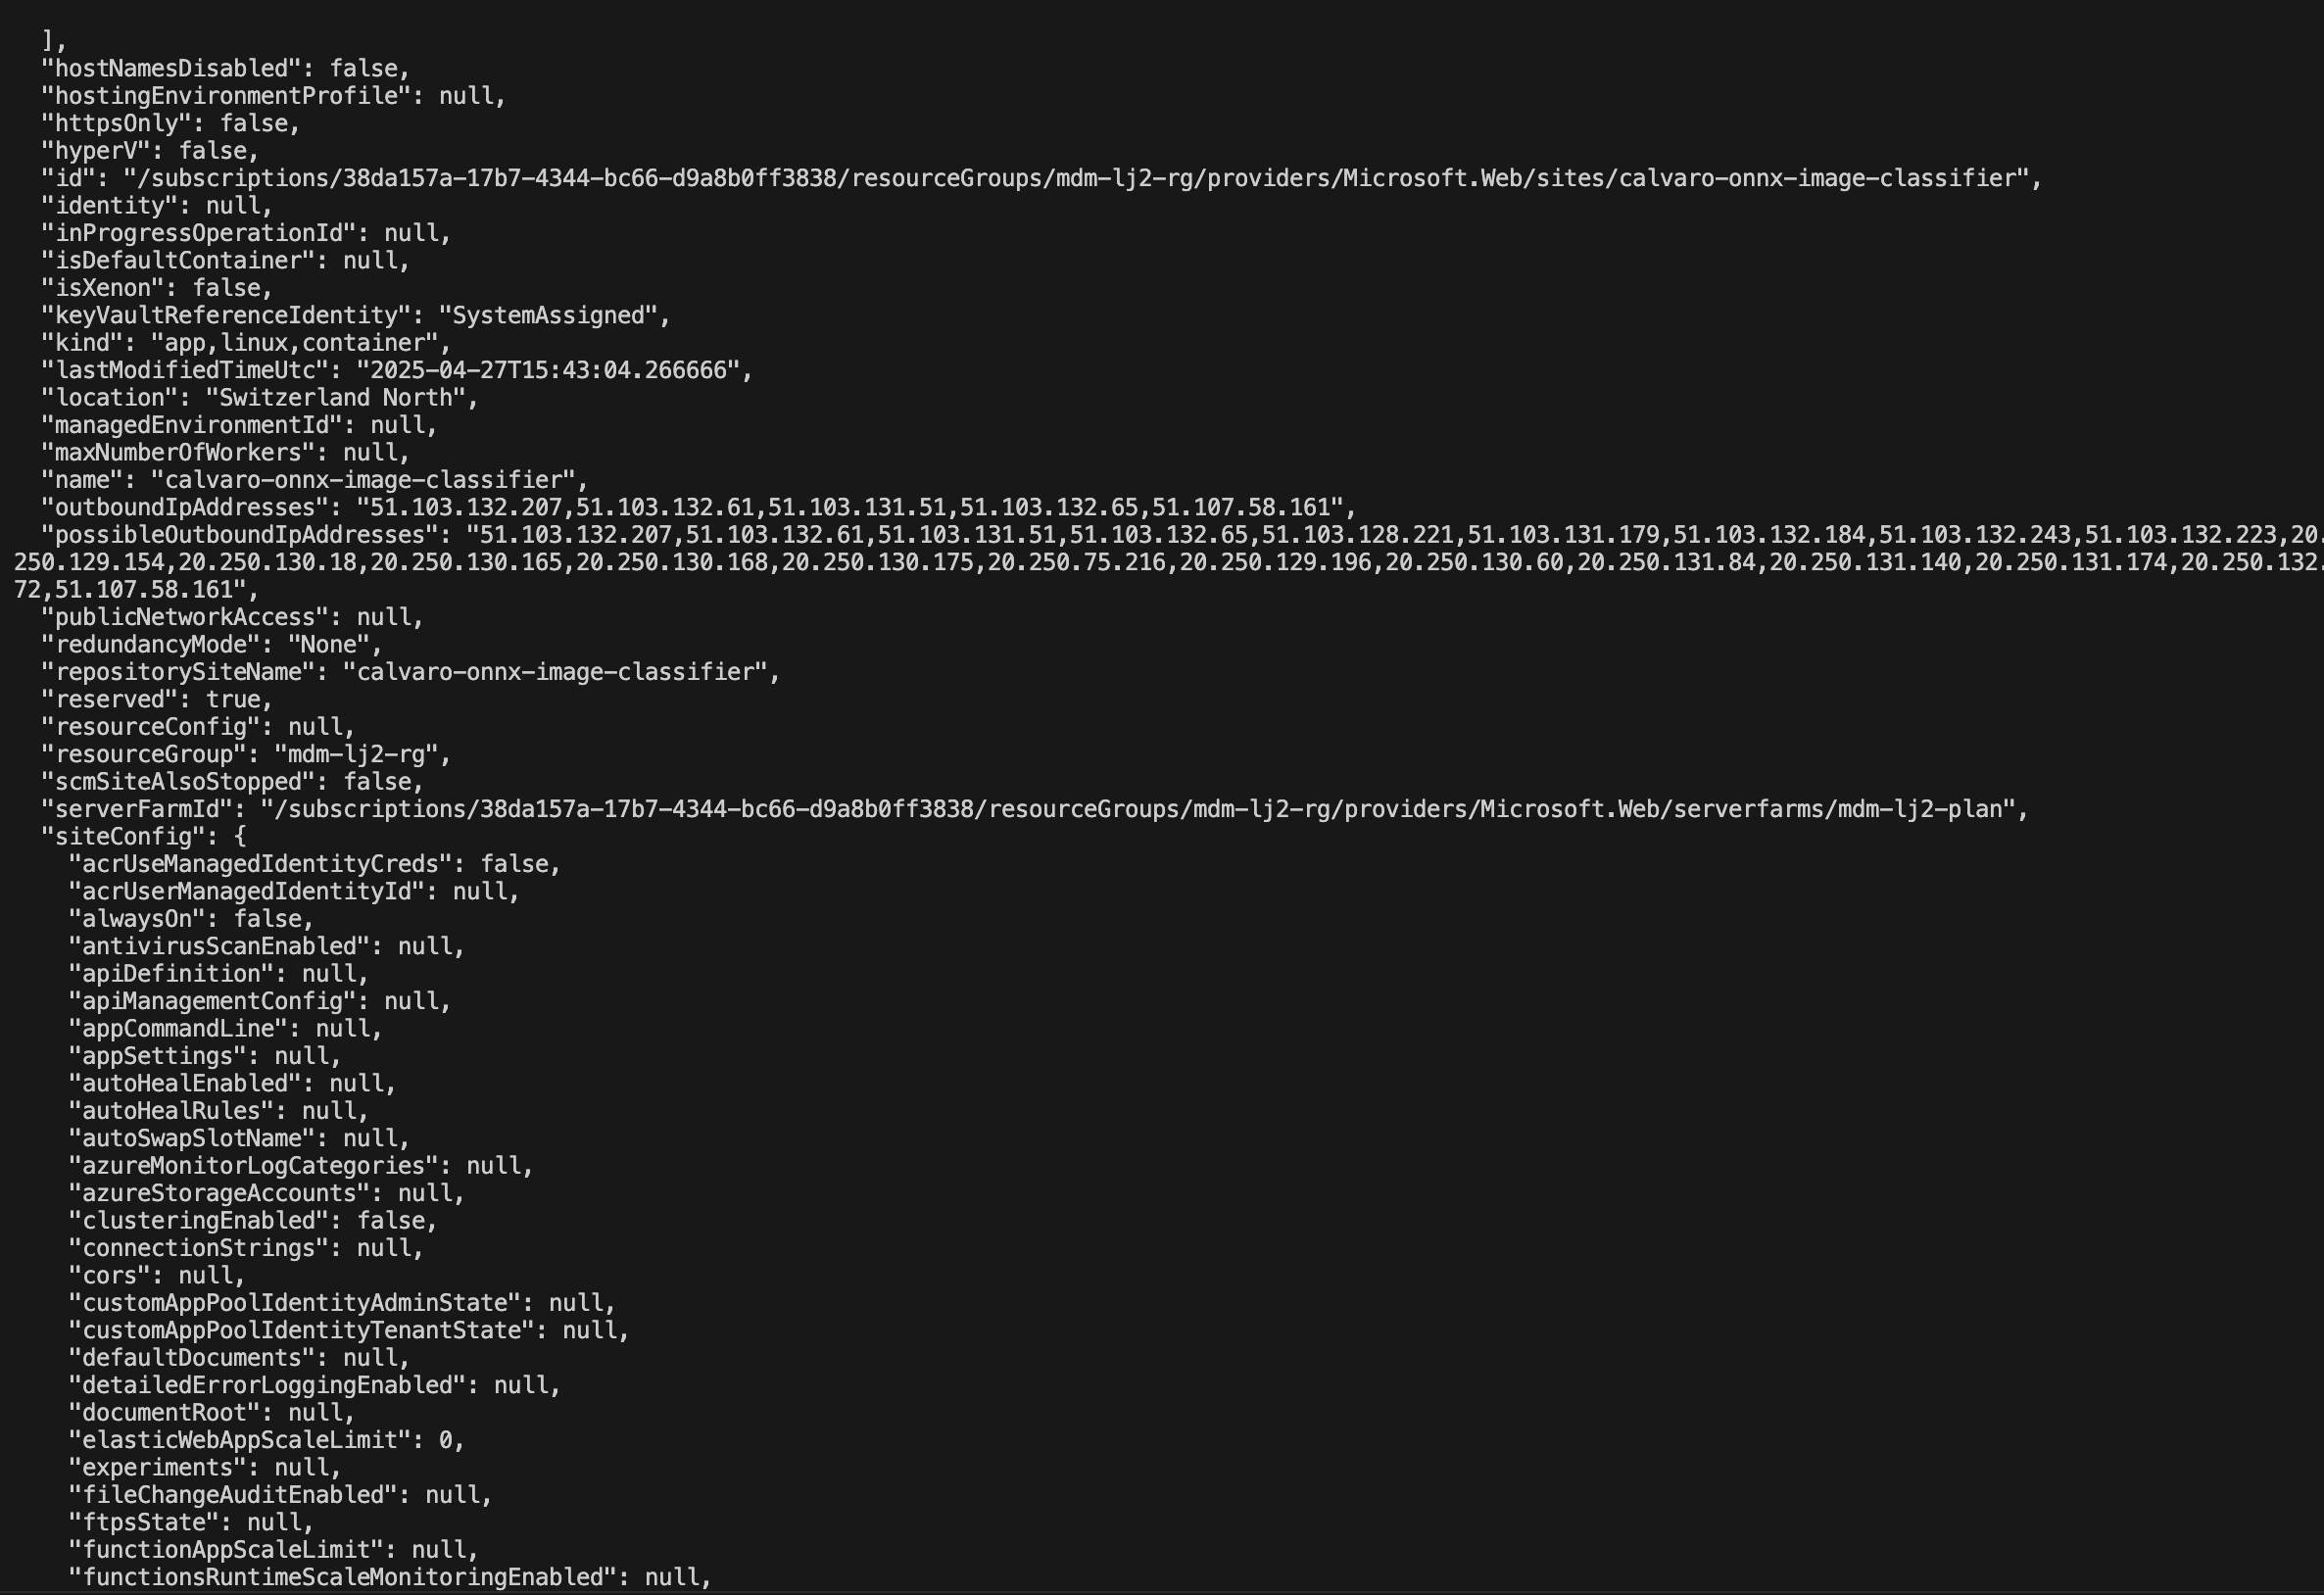 ],
"hostNamesDisabled": false,
"hostingEnvironmentProfile": null,
"httpsOnly": false,
"hyperV": false,
"id": "/subscriptions/38da157a-17b7-4344-bc66-d9a8b0ff3838/resourceGroups/mdm-lj2-rg/providers/Microsoft.Web/sites/calvaro-onnx-image-classifier",
"identity": null,
"inProgressOperationId": null,
"isDefaultContainer": null,
"isXenon": false,
"keyVaultReferenceIdentity": "SystemAssigned",
"kind": "app,linux,container",
"lastModifiedTimeUtc": "2025-04-27T15:43:04.266666",
"location": "Switzerland North",
"managedEnvironmentId": null,
"maxNumberOfWorkers": null,
"name": "calvaro-onnx-image-classifier",
"outboundIpAddresses": "51.103.132.207,51.103.132.61,51.103.131.51,51.103.132.65,51.107.58.161",
"possibleOutboundIpAddresses": "51.103.132.207,51.103.132.61,51.103.131.51,51.103.132.65,51.103.128.221,51.103.131.179,51.103.132.184,51.103.132.243,51.103.132.223,20.
250.129.154,20.250.130.18,20.250.130.165,20.250.130.168,20.250.130.175,20.250.75.216,20.250.129.196,20.250.130.60,20.250.131.84,20.250.131.140,20.250.131.174,20.250.132.
72,51.107.58.161",
"publicNetworkAccess": null,
"redundancyMode": "None",
"repositorySiteName": "calvaro-onnx-image-classifier",
"reserved": true,
"resourceConfig": null,
"resourceGroup": "mdm-lj2-rg",
"scmSiteAlsoStopped": false,
"serverFarmId": "/subscriptions/38da157a-17b7-4344-bc66-d9a8b0ff3838/resourceGroups/mdm-lj2-rg/providers/Microsoft.Web/serverfarms/mdm-lj2-plan",
"siteConfig": {
"acrUseManagedIdentityCreds": false,
"acrUserManagedIdentityId": null,
"alwaysOn": false,
"antivirusScanEnabled": null,
"apiDefinition": null,
"apiManagementConfig": null,
"appCommandLine": null,
"appSettings": null,
"autoHealEnabled": null,
"autoHealRules": null,
"autoSwapSlotName": null,
"azureMonitorLogCategories": null,
"azureStorageAccounts": null,
"clusteringEnabled": false,
"connectionStrings": null,
"cors": null,
"customAppPoolIdentityAdminState": null,
"customAppPoolIdentityTenantState": null,
"defaultDocuments": null,
"detailedErrorLoggingEnabled": null,
"documentRoot": null,
"elasticWebAppScaleLimit": 0,
"experiments": null,
"fileChangeAuditEnabled": null,
"ftpsState": null,
"functionAppScaleLimit": null,
"functionsRuntimeScaleMonitoringEnabled": null,